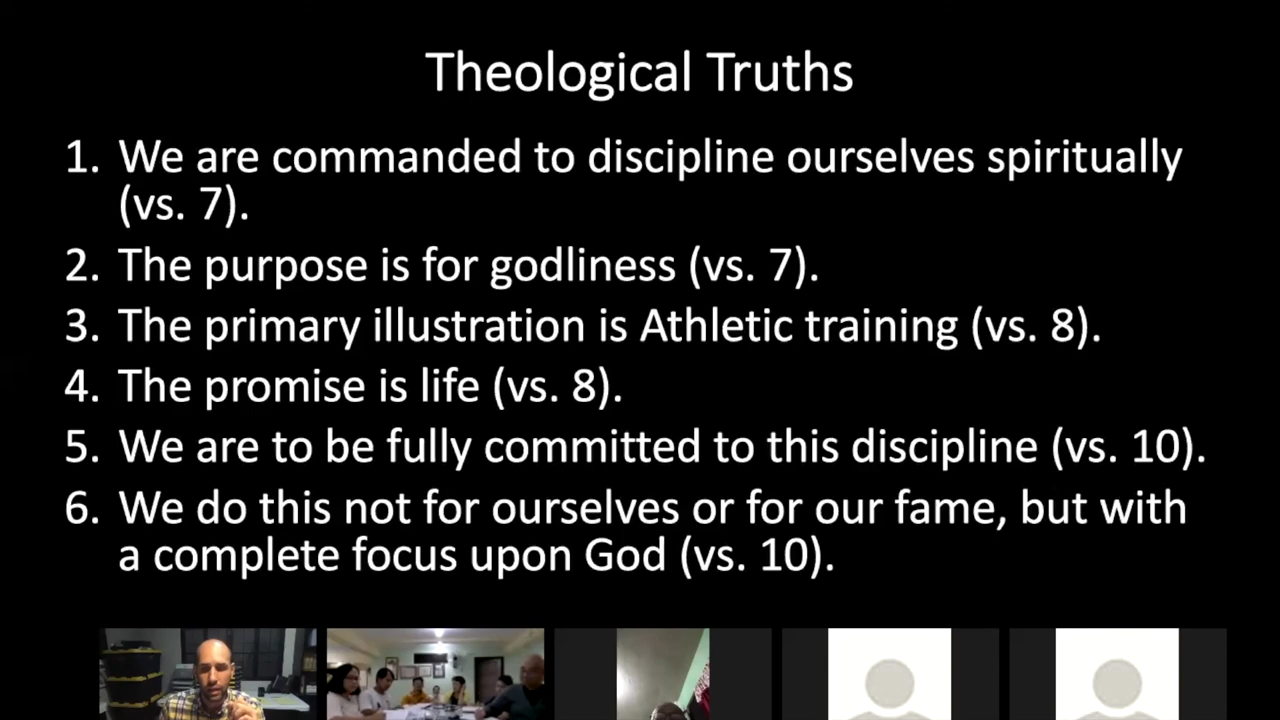 Theological Truths
1. We are commanded to discipline ourselves spiritually
(vs. 7).
2. The purpose is for godliness (vs. 7).
3. The primary illustration is Athletic training (vs. 8).
4. The promise is life (vs. 8).
5. We are to be fully committed to this discipline (vs. 10).
6. We do this not for ourselves or for our fame, but with
a complete focus upon God (vs. 10).